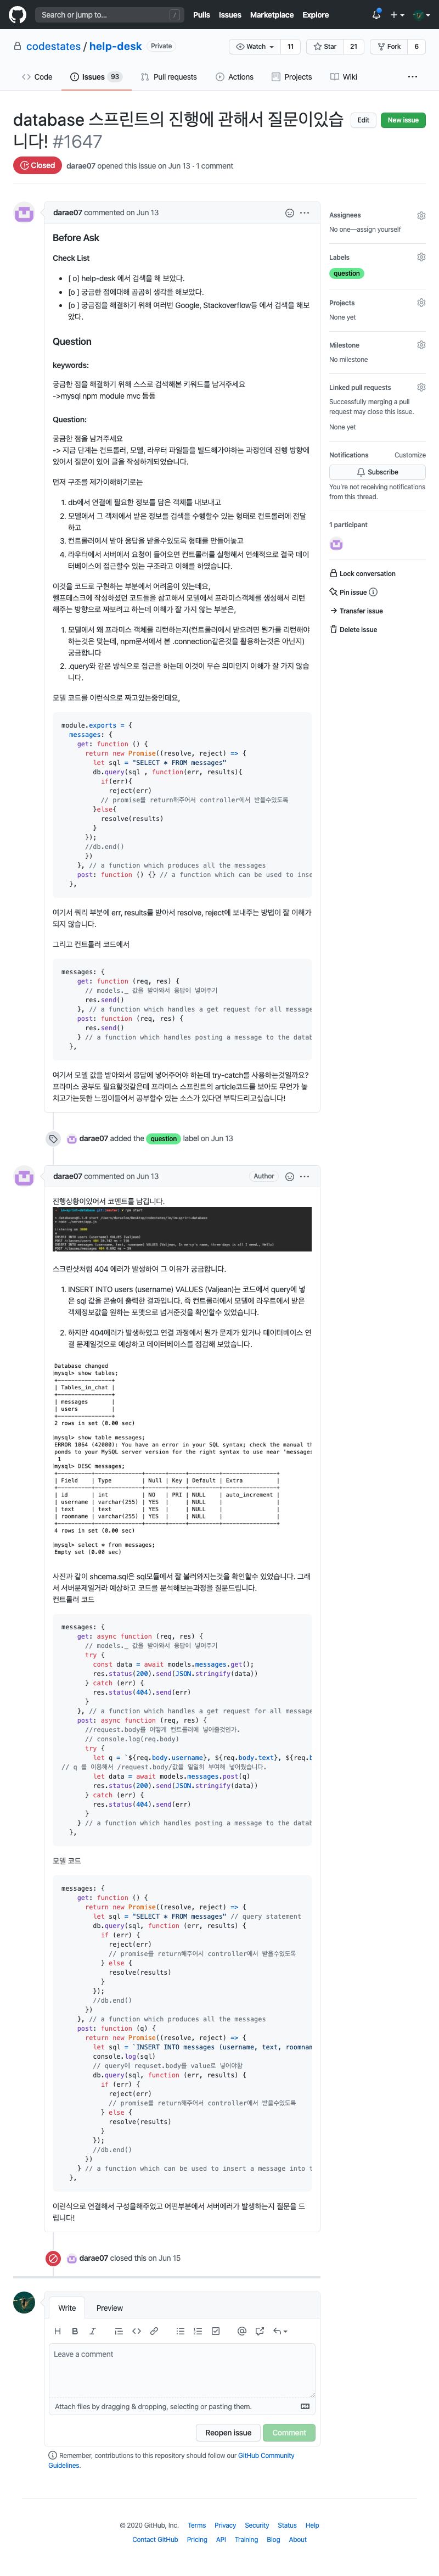 Search or jump to...
/
Pulls Issues Marketplace Explore
codestates / help-desk Private
Watch 11 Star 21 Fork 6
Code Issues 93 Pull requests Actions Projects Wiki
database 스프린트의 진행에 관해서 질문이있습
니다! #1647
Edit New issue
Closed darae07 opened this issue on Jun 13 · 1 comment
darae07 commented on Jun 13
Before Ask
Check List
[ o] help-desk 에서 검색을 해 보았다.
[o ] 궁금한 점에대해 곰곰히 생각을 해보았다.
[o ] 궁금점을 해결하기 위해 여러번 Google, Stackoverflow등 에서 검색을 해보
았다.
Question
keywords:
궁금한 점을 해결하기 위해 스스로 검색해본 키워드를 남겨주세요
->mysql npm module mvc 등등
Question:
궁금한 점을 남겨주세요
-> 지금 단계는 컨트롤러, 모델, 라우터 파일들을 빌드해가야하는 과정인데 진행 방향에
있어서 질문이 있어 글을 작성하게되었습니다.
먼저 구조를 제가이해하기로는
1. db에서 연결에 필요한 정보를 담은 객체를 내보내고
2. 모델에서 그 객체에서 받은 정보를 검색을 수행할수 있는 형태로 컨트롤러에 전달
하고
3. 컨트롤러에서 받아 응답을 받을수있도록 형태를 만들어놓고
4. 라우터에서 서버에서 요청이 들어오면 컨트롤러를 실행해서 연쇄적으로 결국 데이
터베이스에 접근할수 있는 구조라고 이해를 하였습니다.
이것을 코드로 구현하는 부분에서 어려움이 있는데요,
헬프데스크에 작성하셨던 코드들을 참고해서 모델에서 프라미스객체를 생성해서 리턴
해주는 방향으로 짜보려고 하는데 이해가 잘 가지 않는 부분은,
1. 모델에서 왜 프라미스 객체를 리턴하는지(컨트롤러에서 받으려면 뭔가를 리턴해야
하는것은 맞는데, npm문서에서 본 .connection같은것을 활용하는것은 아닌지)
궁금합니다
2. .query와 같은 방식으로 접근을 하는데 이것이 무슨 의미인지 이해가 잘 가지 않습니
다.
모델 코드를 이런식으로 짜고있는중인데요,
module.exports = {
messages: {
get: function () {
return new Promise((resolve, reject) => {
let sql = "SELECT * FROM messages"
db.query(sql , function(err, results){
if(err){
reject(err)
// promise를 return해주어서 controller에서 받을수있도록
}else{
resolve(results)
}
});
//db.end()
})
}, // a function which produces all the messages
post: function () {} // a function which can be used to inse
},
여기서 쿼리 부분에 err, results를 받아서 resolve, reject에 보내주는 방법이 잘 이해가
되지 않습니다.
그리고 컨트롤러 코드에서
messages: {
get: function (req, res) {
// models._ 값을 받아와서 응답에 넣어주기
res.send()
}, // a function which handles a get request for all message
post: function (req, res) {
res.send()
} // a function which handles posting a message to the datab
},
여기서 모델 값을 받아와서 응답에 넣어주어야 하는데 try-catch를 사용하는것일까요?
프라미스 공부도 필요할것같은데 프라미스 스프린트의 article코드를 보아도 무언가 놓
치고가는듯한 느낌이들어서 공부할수 있는 소스가 있다면 부탁드리고싶습니다!
darae07 added the question label on Jun 13
darae07 commented on Jun 13 Author
진행상황이있어서 코멘트를 남깁니다.
스크린샷처럼 404 에러가 발생하여 그 이유가 궁금합니다.
1. INSERT INTO users (username) VALUES (Valjean)는 코드에서 query에 넣
은 sql 값을 콘솔에 출력한 결과입니다. 즉 컨트롤러에서 모델에 라우트에서 받은
객체정보값을 원하는 포맷으로 넘겨준것을 확인할수 있었습니다.
2. 하지만 404에러가 발생하였고 연결 과정에서 뭔가 문제가 있거나 데이터베이스 연
결 문제일것으로 예상하고 데이터베이스를 점검해 보았습니다.
Database changed
mysql> show tables;
+----------------+
| Tables_in_chat |
+----------------+
| messages |
| users |
+----------------+
2 rows in set (0.00 sec)
mysql> show table messages;
ERROR 1064 (42000): You have an error in your SQL syntax; check the manual th
ponds to your MySQL server version for the right syntax to use near 'messages
1
mysql> DESC messages;
+----------+--------------+------+-----+---------+----------------+
| Field | Type | Null | Key | Default | Extra |
+----------+--------------+------+-----+---------+----------------+
| id | int | NO | PRI | NULL | auto_increment |
| username | varchar(255) | YES | | NULL | |
| text | text | YES | | NULL | |
| roomname | varchar(255) | YES | | NULL | |
+----------+--------------+------+-----+---------+----------------+
4 rows in set (0.00 sec)
mysql> select * from messages;
Empty set (0.00 sec)
사진과 같이 shcema.sql은 sql모듈에서 잘 불러와지는것을 확인할수 있었습니다. 그래
서 서버문제일거라 예상하고 코드를 분석해보는과정을 질문드립니다.
컨트롤러 코드
messages: {
get: async function (req, res) {
// models._ 값을 받아와서 응답에 넣어주기
try {
const data = await models.messages.get();
res.status(200).send(JSON.stringify(data))
} catch (err) {
res.status(404).send(err)
}
}, // a function which handles a get request for all message
post: async function (req, res) {
//request.body를 어떻게 컨트롤러에 넣어줄것인가.
// console.log(req.body)
try {
let q = `${req.body.username}, ${req.body.text}, ${req.b
// q 를 이용해서 /request.body/값을 일일히 부여해 넣어줬습니다.
let data = await models.messages.post(q)
res.status(200).send(JSON.stringify(data))
} catch (err) {
res.status(404).send(err)
}
} // a function which handles posting a message to the datab
},
모델 코드
messages: {
get: function () {
return new Promise((resolve, reject) => {
let sql = "SELECT * FROM messages" // query statement
db.query(sql, function (err, results) {
if (err) {
reject(err)
// promise를 return해주어서 controller에서 받을수있도록
} else {
resolve(results)
}
});
//db.end()
})
}, // a function which produces all the messages
post: function (q) {
return new Promise((resolve, reject) => {
let sql = `INSERT INTO messages (username, text, roomnam
console.log(sql)
// query에 requset.body를 value로 넣어야함
db.query(sql, function (err, results) {
if (err) {
reject(err)
// promise를 return해주어서 controller에서 받을수있도록
} else {
resolve(results)
}
});
//db.end()
})
} // a function which can be used to insert a message into t
},
이런식으로 연결해서 구성을해주었고 어떤부분에서 서버에러가 발생하는지 질문을 드
립니다!
darae07 closed this on Jun 15
Write Preview
Leave a comment
Attach files by dragging & dropping, selecting or pasting them.
Reopen issue Comment
Remember, contributions to this repository should follow our GitHub Community
Guidelines.
Assignees
No one—assign yourself
Labels
question
Projects
None yet
Milestone
No milestone
Linked pull requests
Successfully merging a pull
request may close this issue.
None yet
Notifications Customize
Subscribe
You're not receiving notifications
from this thread.
1 participant
Lock conversation
Pin issue
Transfer issue
Delete issue
© 2020 GitHub, Inc. Terms Privacy Security Status Help
Contact GitHub Pricing API Training Blog About